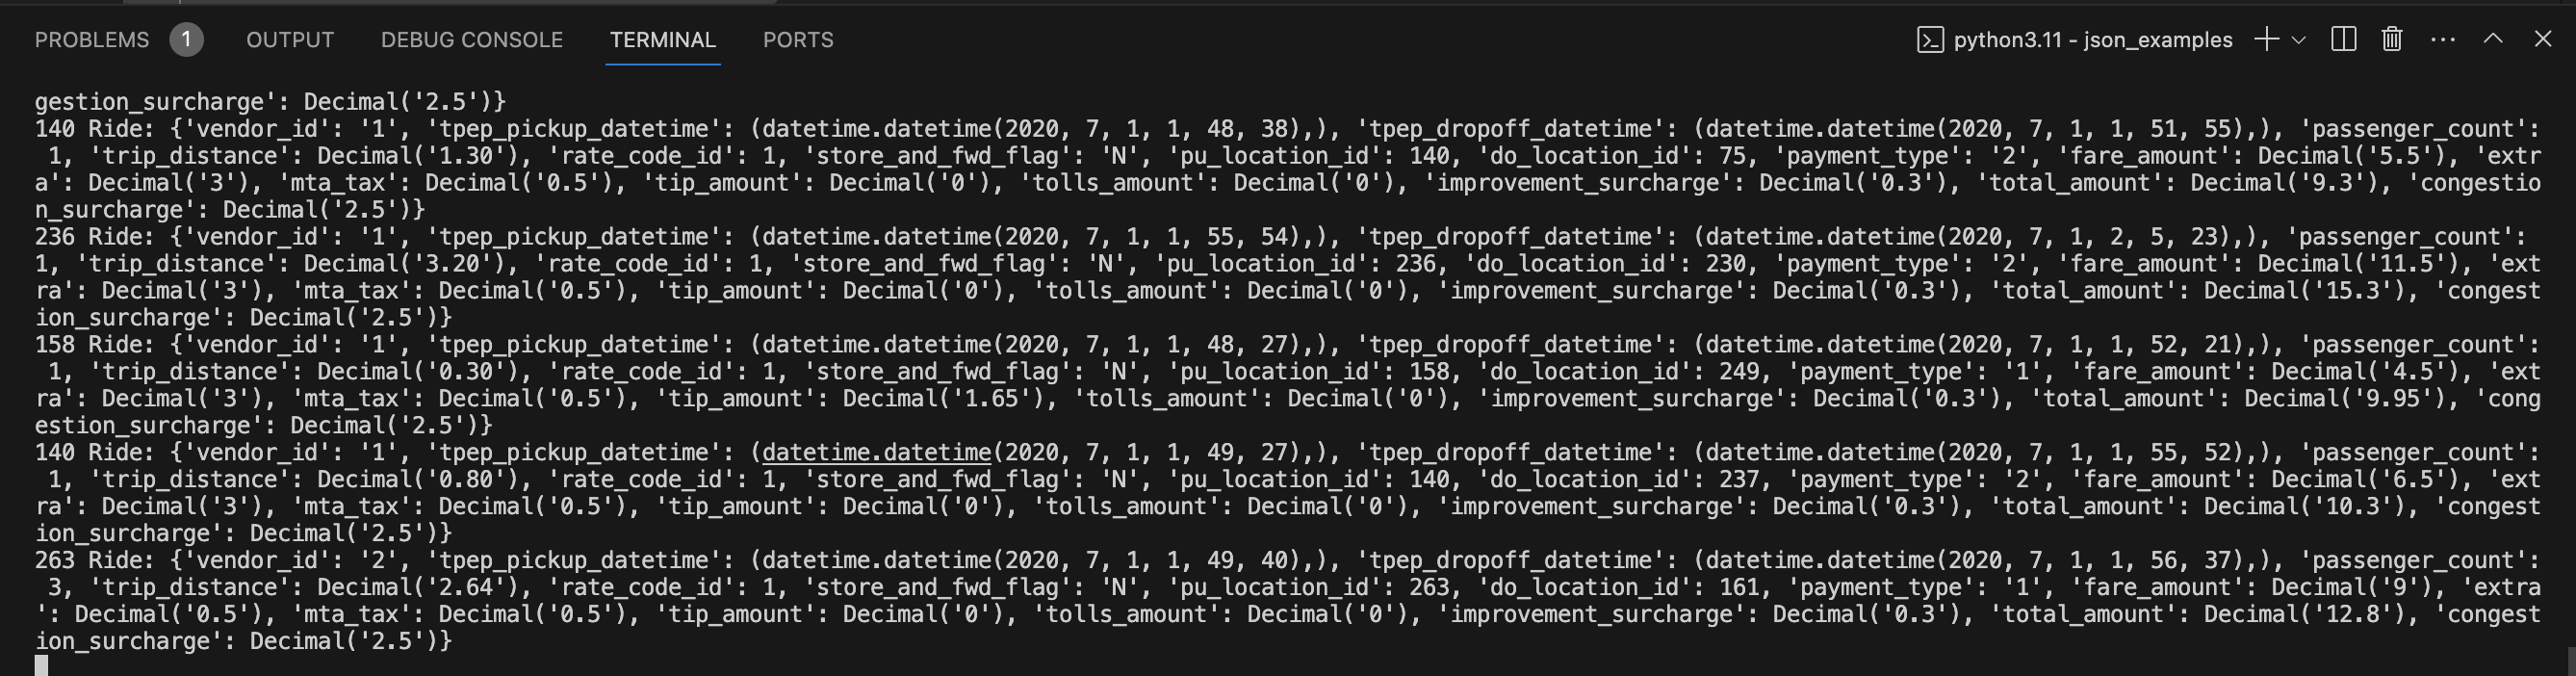 PROBLEMS 1 OUTPUT DEBUG CONSOLE TERMINAL PORTS python3.11 - json_examples
gestion_surcharge': Decimal('2.5')}
140 Ride: {'vendor_id': '1', 'tpep_pickup_datetime': (datetime.datetime(2020, 7, 1, 1, 48, 38),), 'tpep_dropoff_datetime': (datetime.datetime(2020, 7, 1, 1, 51, 55),), 'passenger_count':
 1, 'trip_distance': Decimal('1.30'), 'rate_code_id': 1, 'store_and_fwd_flag': 'N', 'pu_location_id': 140, 'do_location_id': 75, 'payment_type': '2', 'fare_amount': Decimal('5.5'), 'extr
a': Decimal('3'), 'mta_tax': Decimal('0.5'), 'tip_amount': Decimal('0'), 'tolls_amount': Decimal('0'), 'improvement_surcharge': Decimal('0.3'), 'total_amount': Decimal('9.3'), 'congestio
n_surcharge': Decimal('2.5')}
236 Ride: {'vendor_id': '1', 'tpep_pickup_datetime': (datetime.datetime(2020, 7, 1, 1, 55, 54),), 'tpep_dropoff_datetime': (datetime.datetime(2020, 7, 1, 2, 5, 23),), 'passenger_count':
1, 'trip_distance': Decimal('3.20'), 'rate_code_id': 1, 'store_and_fwd_flag': 'N', 'pu_location_id': 236, 'do_location_id': 230, 'payment_type': '2', 'fare_amount': Decimal('11.5'), 'ext
ra': Decimal('3'), 'mta_tax': Decimal('0.5'), 'tip_amount': Decimal('0'), 'tolls_amount': Decimal('0'), 'improvement_surcharge': Decimal('0.3'), 'total_amount': Decimal('15.3'), 'congest
ion_surcharge': Decimal('2.5')}
158 Ride: {'vendor_id': '1', 'tpep_pickup_datetime': (datetime.datetime(2020, 7, 1, 1, 48, 27),), 'tpep_dropoff_datetime': (datetime.datetime(2020, 7, 1, 1, 52, 21),), 'passenger_count':
 1, 'trip_distance': Decimal('0.30'), 'rate_code_id': 1, 'store_and_fwd_flag': 'N', 'pu_location_id': 158, 'do_location_id': 249, 'payment_type': '1', 'fare_amount': Decimal('4.5'), 'ext
ra': Decimal('3'), 'mta_tax': Decimal('0.5'), 'tip_amount': Decimal('1.65'), 'tolls_amount': Decimal('0'), 'improvement_surcharge': Decimal('0.3'), 'total_amount': Decimal('9.95'), 'cong
estion_surcharge': Decimal('2.5')}
140 Ride: {'vendor_id': '1', 'tpep_pickup_datetime': (datetime.datetime(2020, 7, 1, 1, 49, 27),), 'tpep_dropoff_datetime': (datetime.datetime(2020, 7, 1, 1, 55, 52),), 'passenger_count':
 1, 'trip_distance': Decimal('0.80'), 'rate_code_id': 1, 'store_and_fwd_flag': 'N', 'pu_location_id': 140, 'do_location_id': 237, 'payment_type': '2', 'fare_amount': Decimal('6.5'), 'ext
ra': Decimal('3'), 'mta_tax': Decimal('0.5'), 'tip_amount': Decimal('0'), 'tolls_amount': Decimal('0'), 'improvement_surcharge': Decimal('0.3'), 'total_amount': Decimal('10.3'), 'congest
ion_surcharge': Decimal('2.5')}
263 Ride: {'vendor_id': '2', 'tpep_pickup_datetime': (datetime.datetime(2020, 7, 1, 1, 49, 40),), 'tpep_dropoff_datetime': (datetime.datetime(2020, 7, 1, 1, 56, 37),), 'passenger_count':
 3, 'trip_distance': Decimal('2.64'), 'rate_code_id': 1, 'store_and_fwd_flag': 'N', 'pu_location_id': 263, 'do_location_id': 161, 'payment_type': '1', 'fare_amount': Decimal('9'), 'extra
': Decimal('0.5'), 'mta_tax': Decimal('0.5'), 'tip_amount': Decimal('0'), 'tolls_amount': Decimal('0'), 'improvement_surcharge': Decimal('0.3'), 'total_amount': Decimal('12.8'), 'congest
ion_surcharge': Decimal('2.5')}